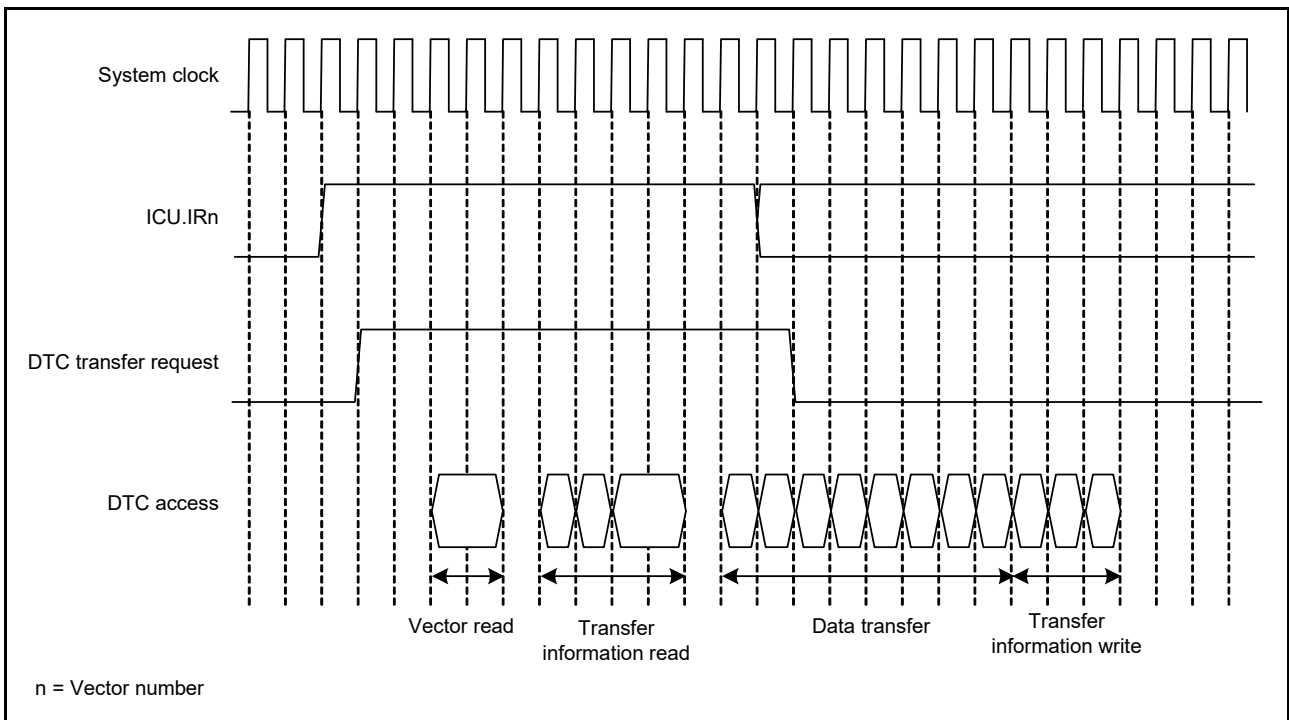 System clock
ICU.IRn
DTC transfer request
DTC access
Vector read
Transfer
information read
Data transfer
Transfer
information write
n = Vector number